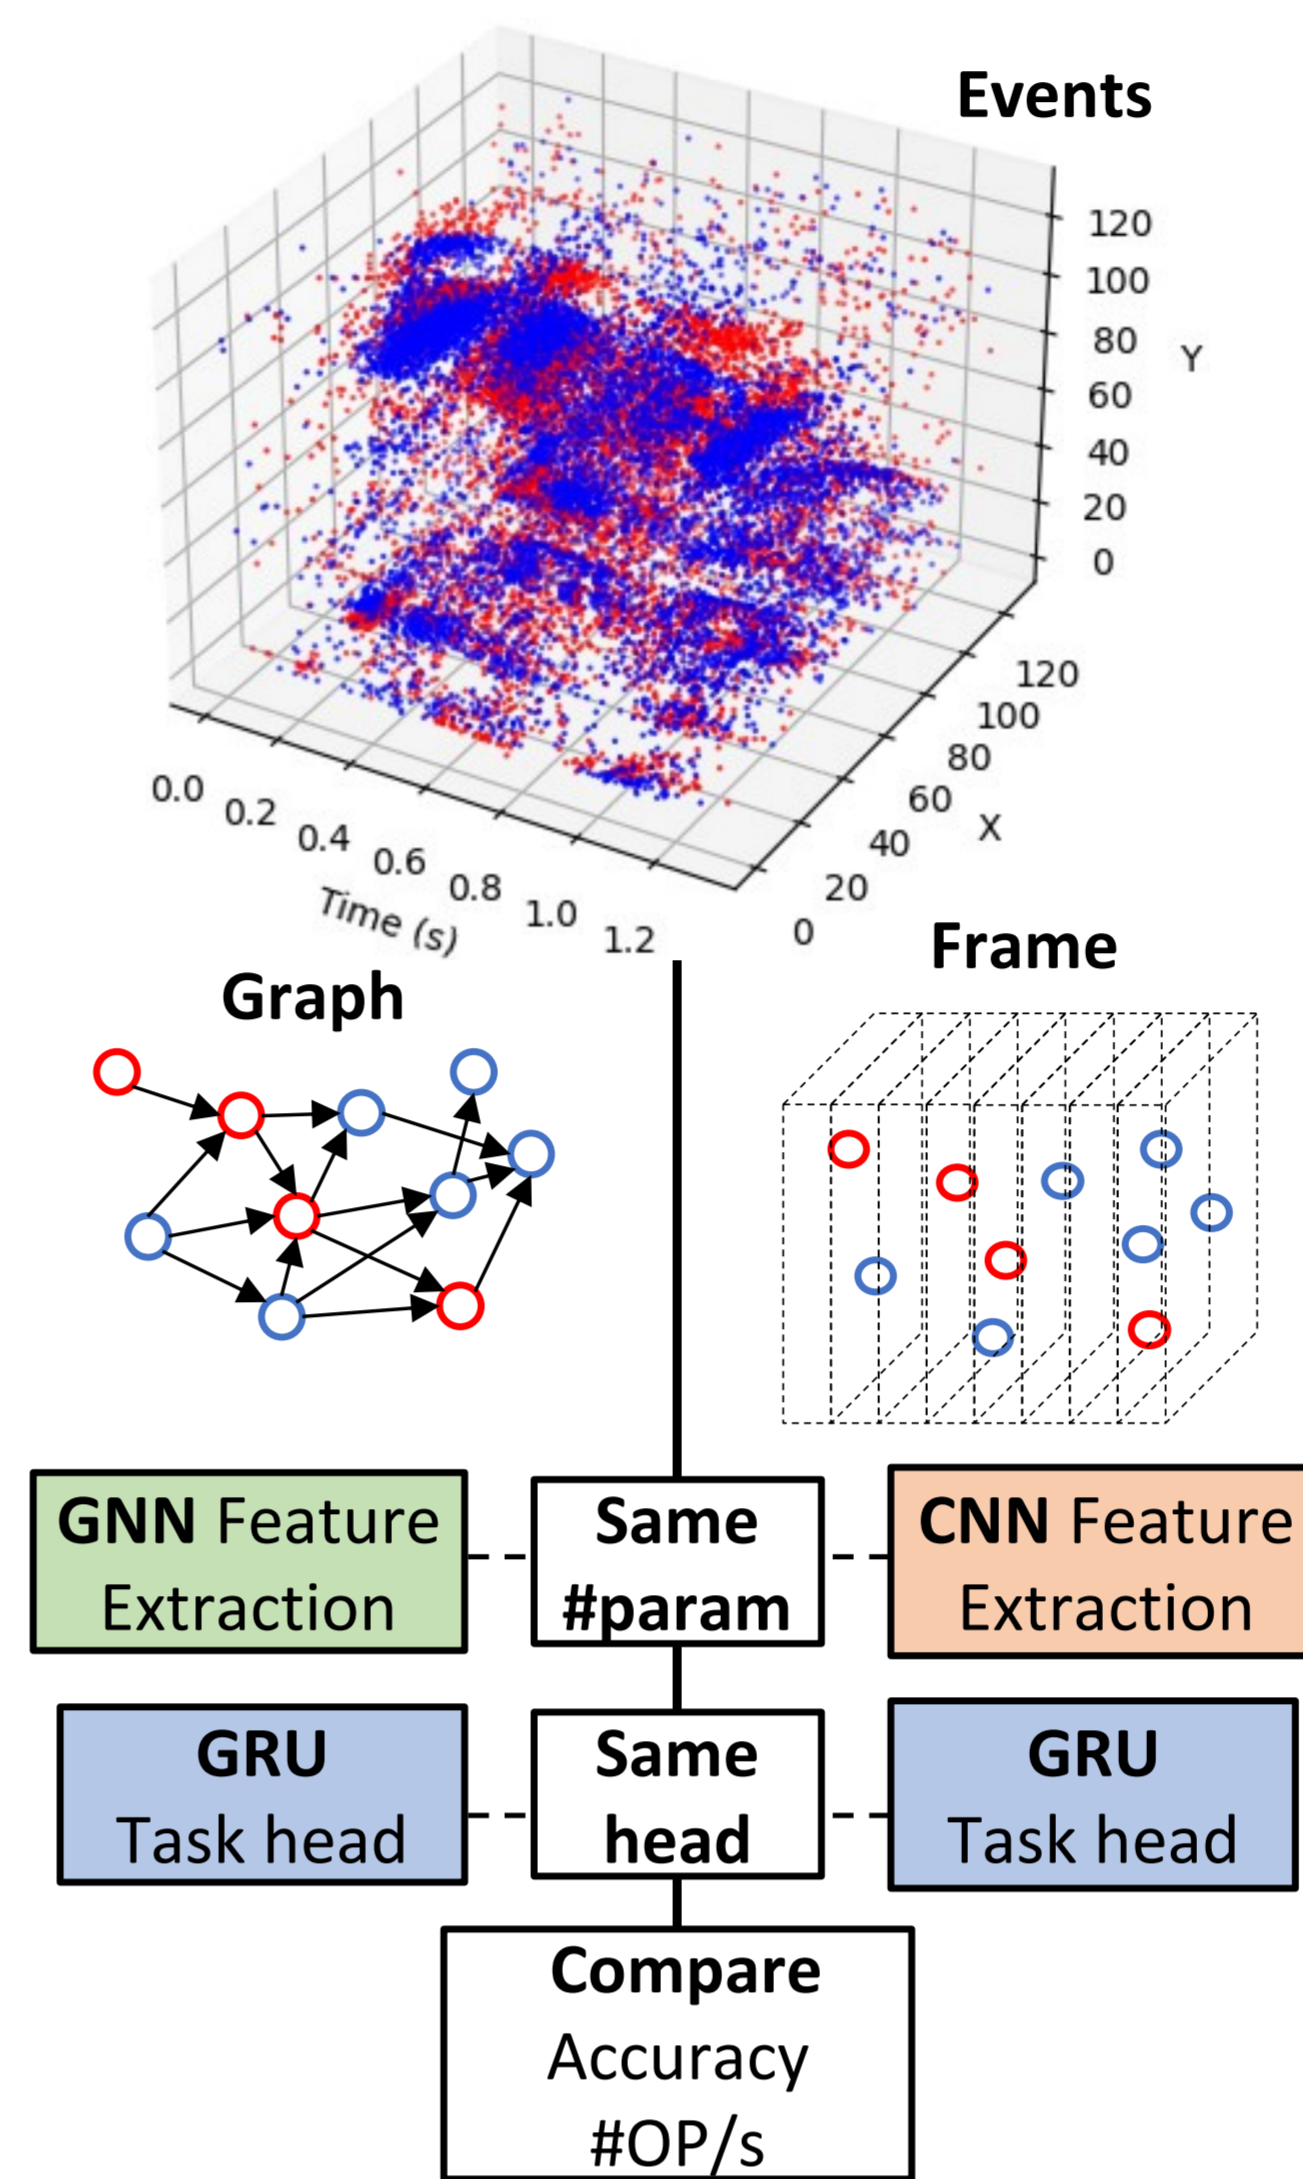 Events
120
100
80
60
40
20
0
Y
120
100
80
60
40
20
0
X
0.0
0.2
0.4
0.6
0.8
1.0
1.2
Time (s)
Graph
Frame
GNN Feature
Extraction
Same
#param
CNN Feature
Extraction
GRU
Task head
Same
head
GRU
Task head
Compare
Accuracy
#OP/s